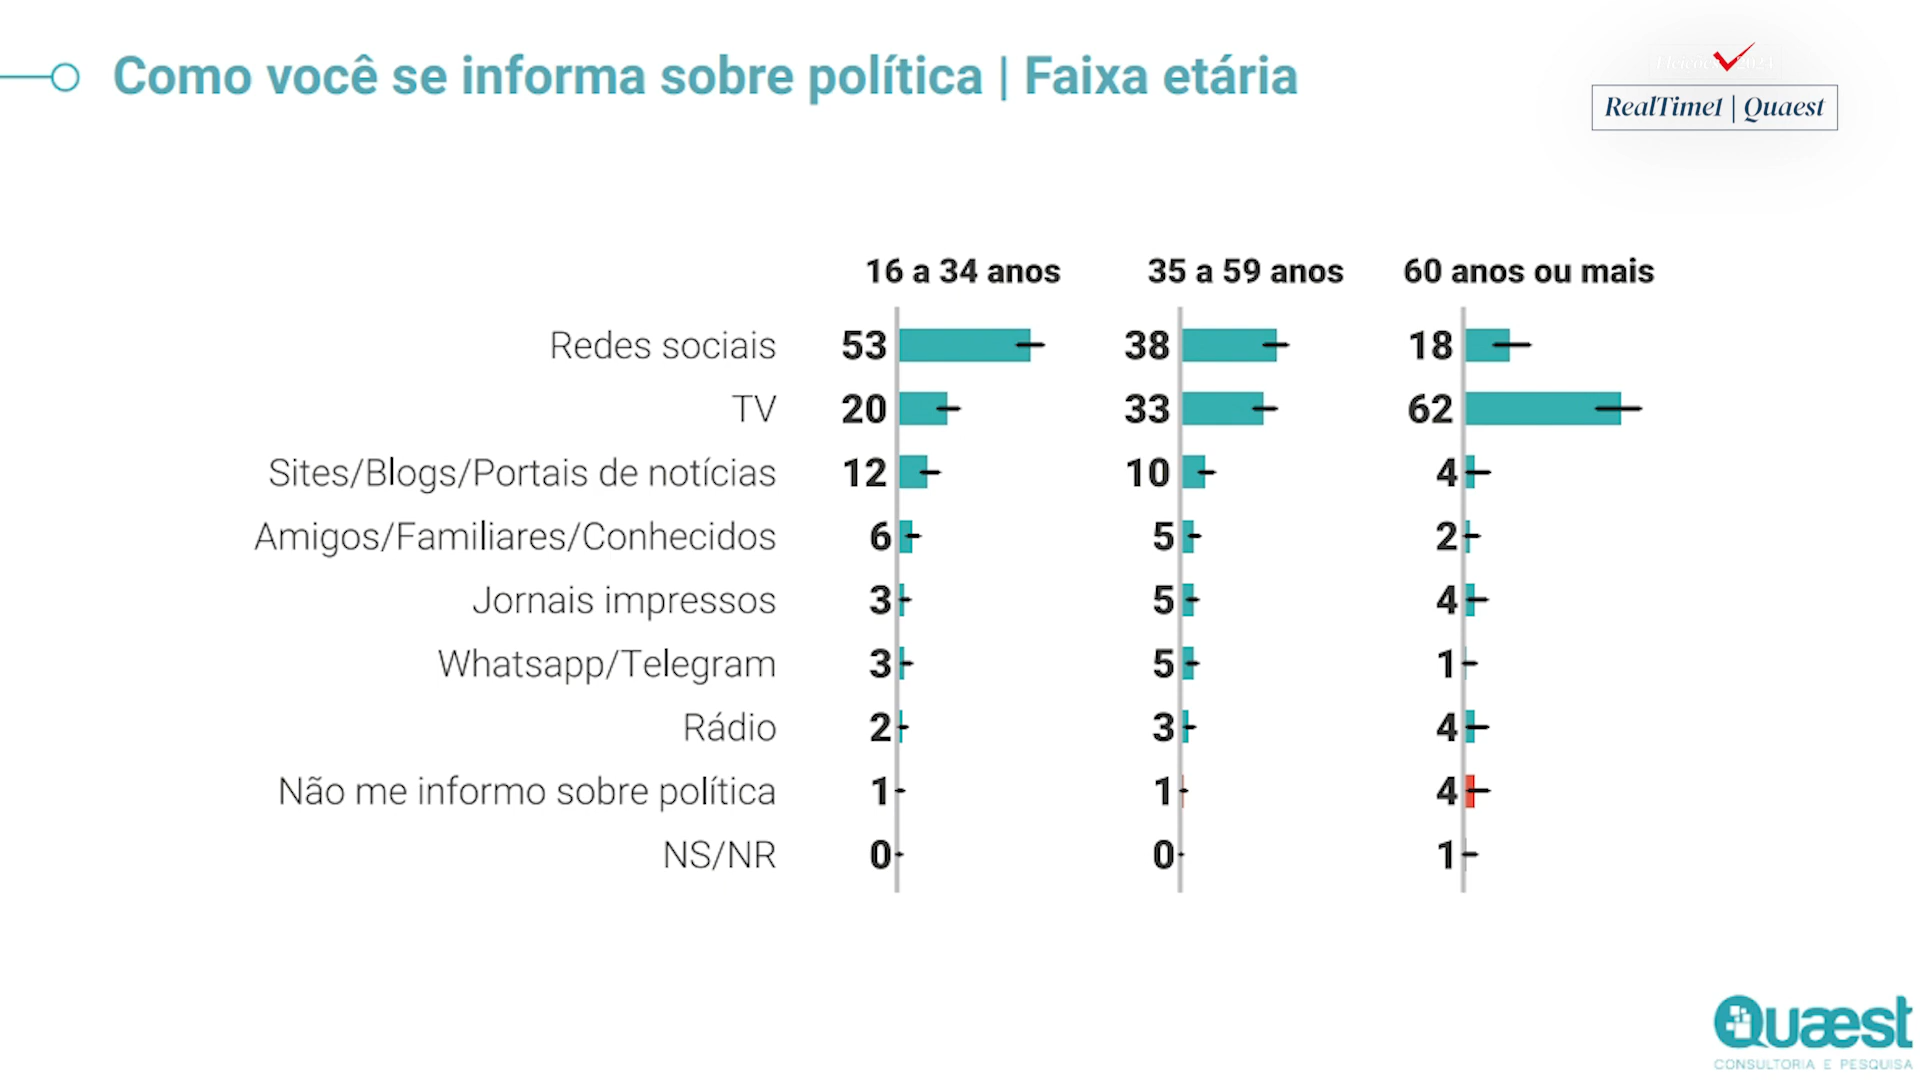 Como você se informa sobre política | Faixa etária
RealTime1 | Quaest
16 a 34 anos 35 a 59 anos 60 anos ou mais
Redes sociais 53 38 18
TV 20 33 62
Sites/Blogs/Portais de notícias 12 10 4
Amigos/Familiares/Conhecidos 6 5 2
Jornais impressos 3 5 4
Whatsapp/Telegram 3 5 1
Rádio 2 3 4
Não me informo sobre política 1 1 4
NS/NR 0 0 1
Quaest
CONSULTORIA E PESQUISA